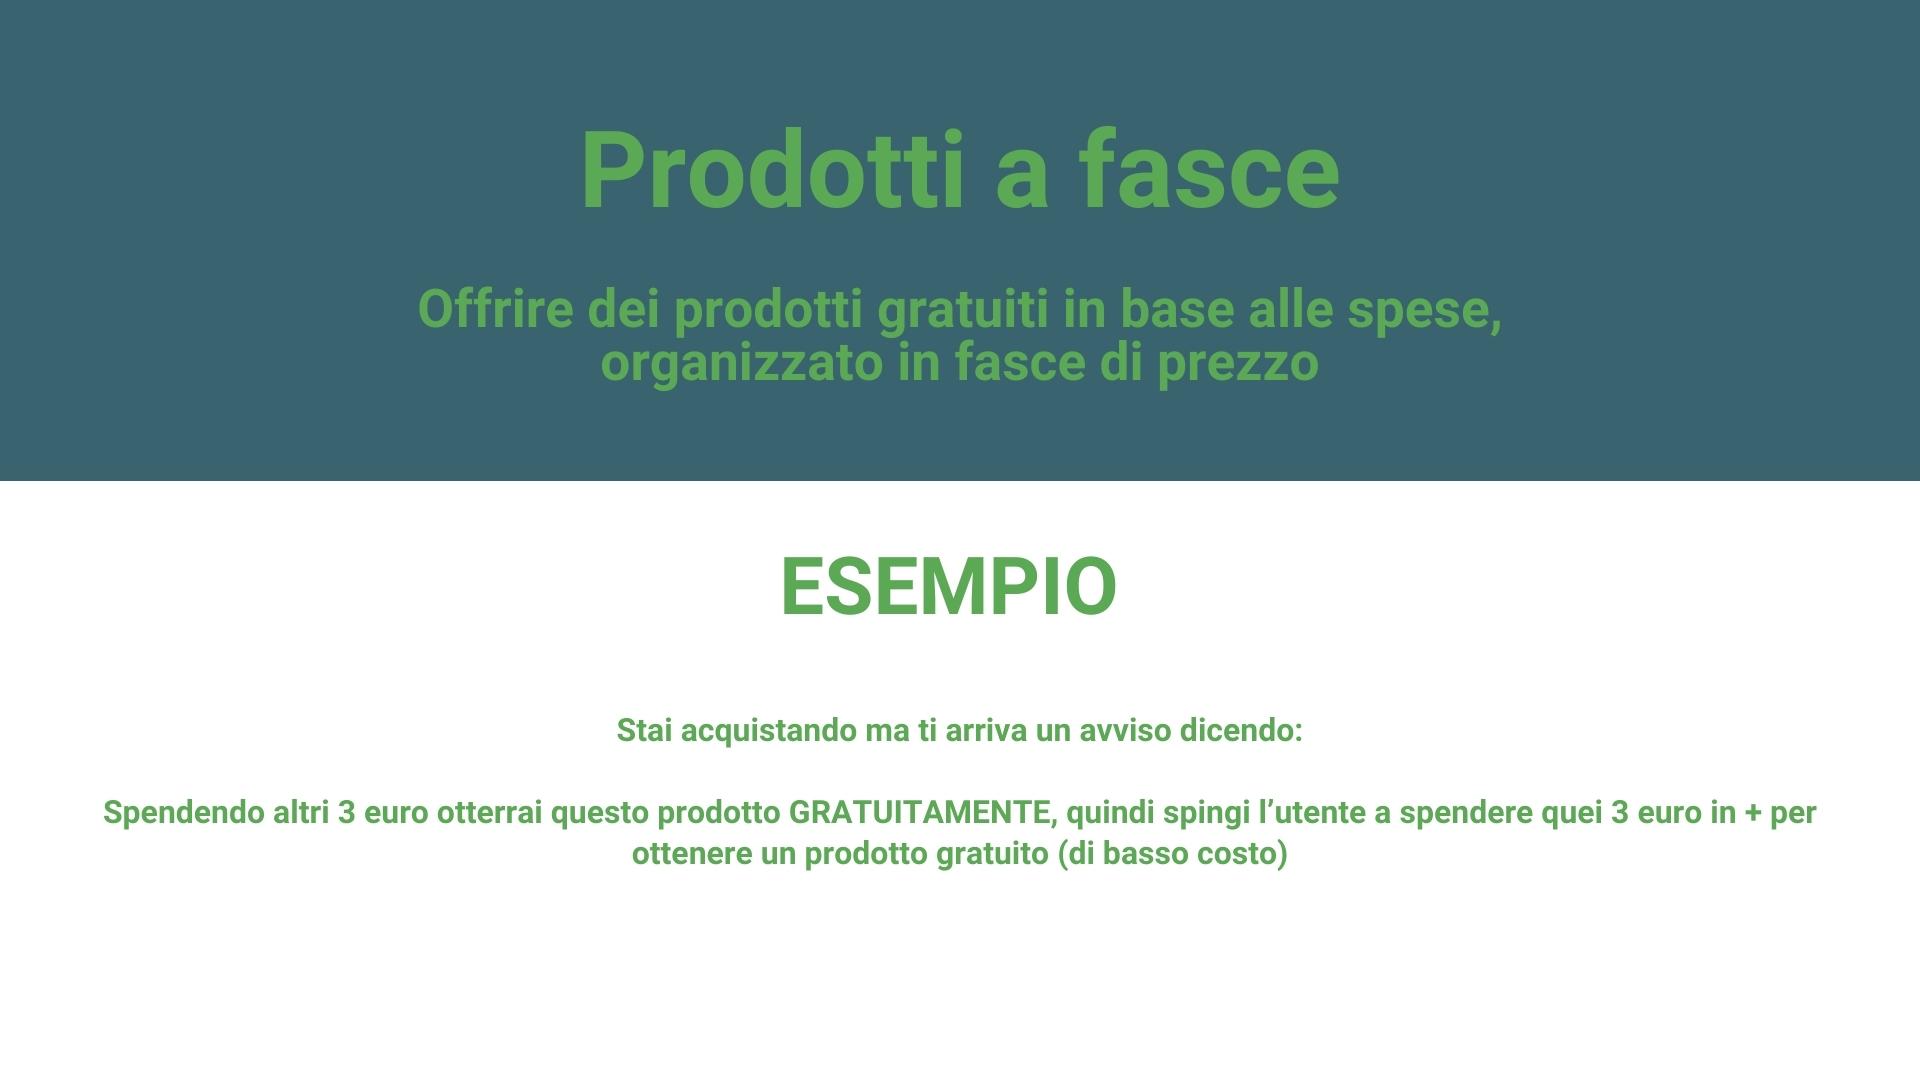 Prodotti a fasce
Offrire dei prodotti gratuiti in base alle spese,
organizzato in fasce di prezzo
ESEMPIO
Stai acquistando ma ti arriva un avviso dicendo:
Spendendo altri 3 euro otterrai questo prodotto GRATUITAMENTE, quindi spingi l’utente a spendere quei 3 euro in + per
ottenere un prodotto gratuito (di basso costo)